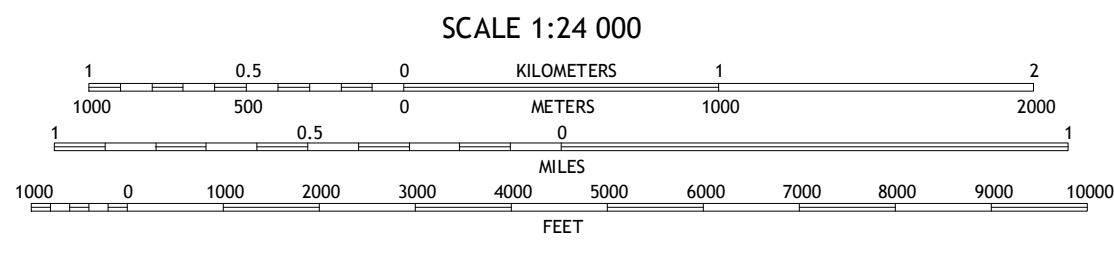 SCALE 1:24 000
1 0.5 0 KILOMETERS 1 2
1000 500 0 METERS 1000 2000
1 0.5 0 1
MILES
1000 0 1000 2000 3000 4000 5000 6000 7000 8000 9000 10000
FEET